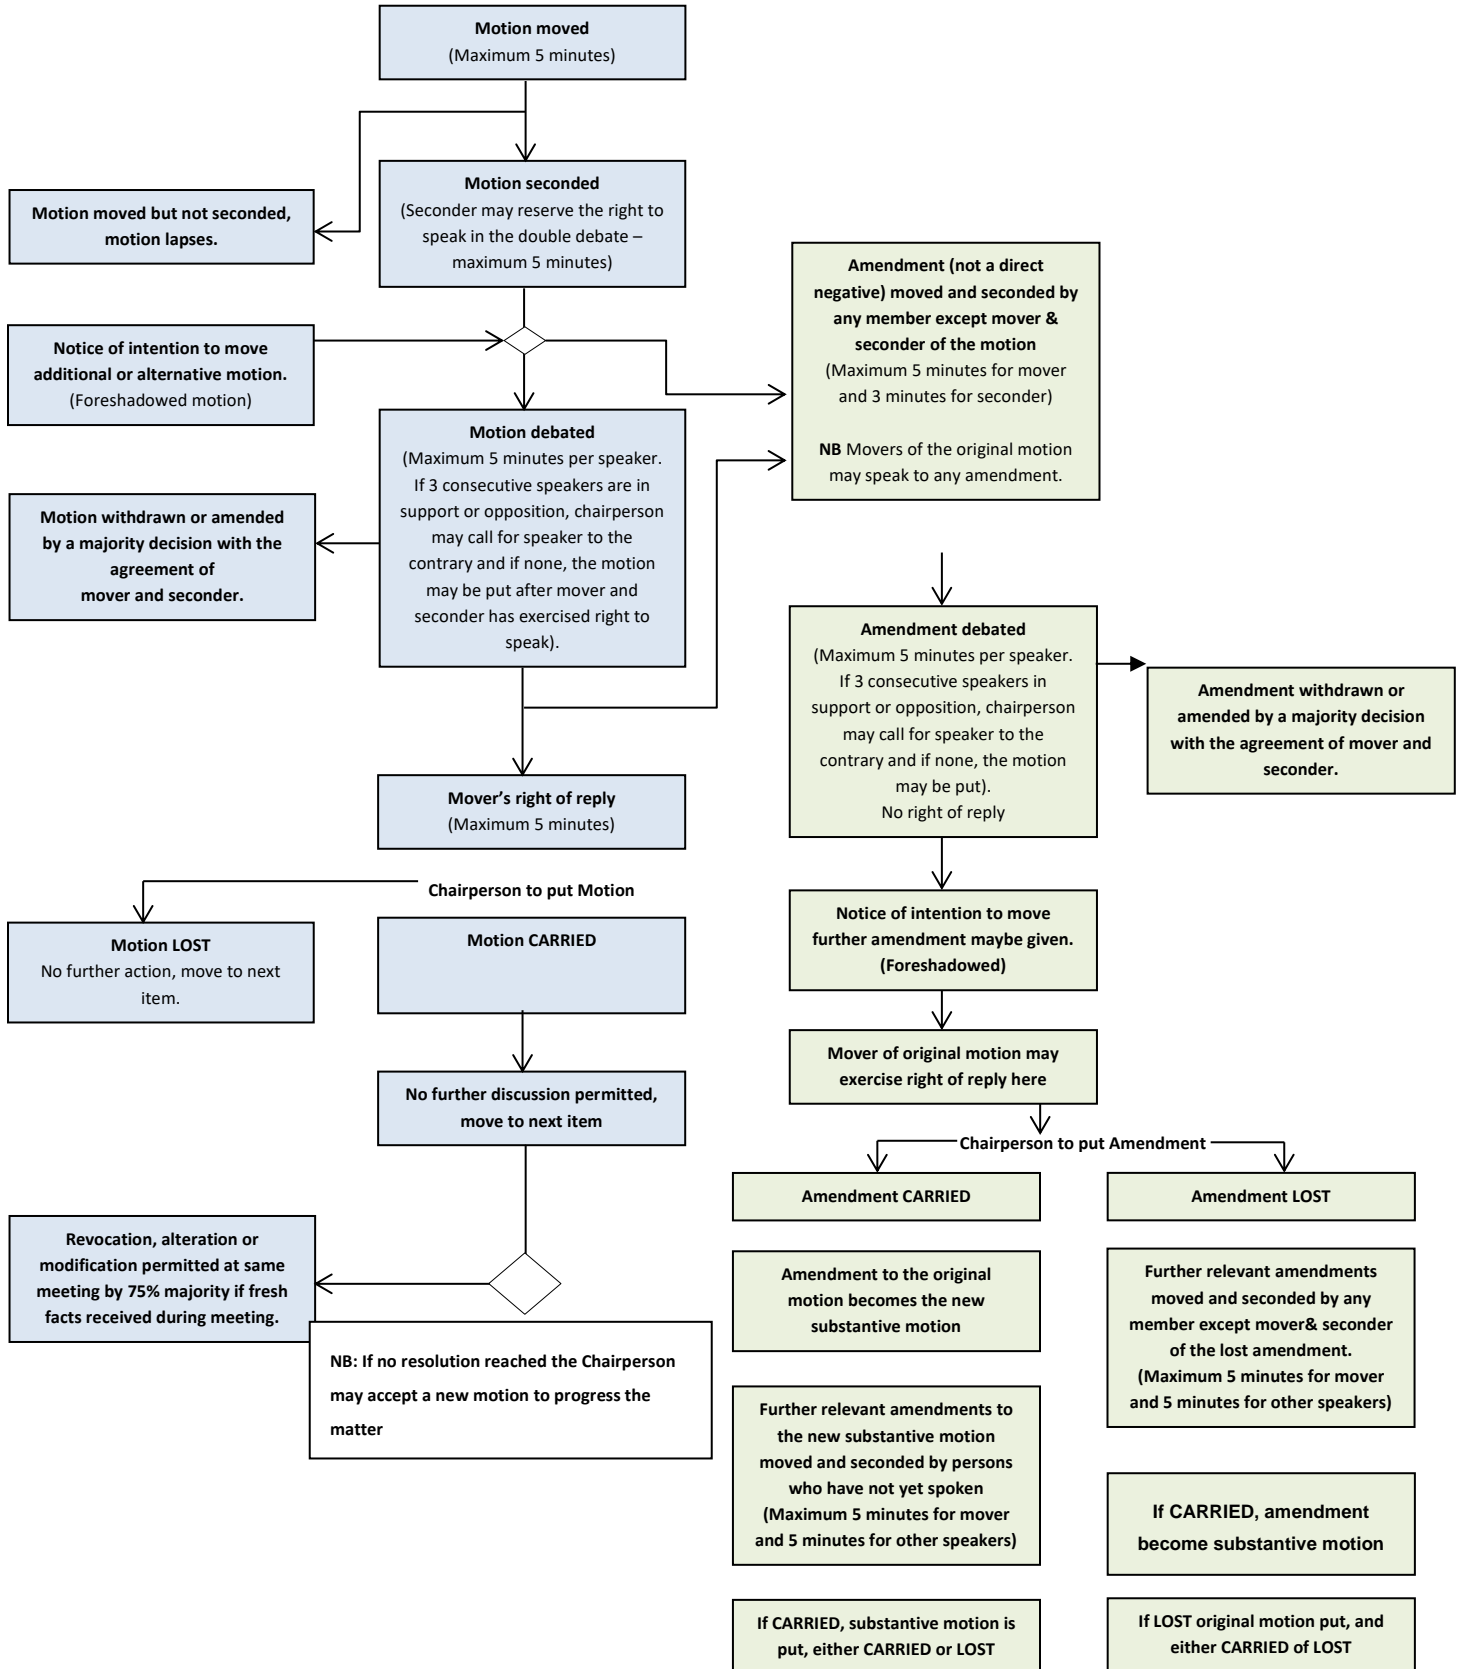 Motion moved
(Maximum 5 minutes)
Motion seconded
(Seconder may reserve the right to
speak in the double debate –
maximum 5 minutes)
Motion moved but not seconded,
motion lapses.
Notice of intention to move
additional or alternative motion.
(Foreshadowed motion)
Motion debated
(Maximum 5 minutes per speaker.
If 3 consecutive speakers are in
support or opposition, chairperson
may call for speaker to the
contrary and if none, the motion
may be put after mover and
seconder has exercised right to
speak).
Motion withdrawn or amended
by a majority decision with the
agreement of
mover and seconder.
Mover’s right of reply
(Maximum 5 minutes)
Chairperson to put Motion
Motion LOST
No further action, move to next
item.
Motion CARRIED
No further discussion permitted,
move to next item
Revocation, alteration or
modification permitted at same
meeting by 75% majority if fresh
facts received during meeting.
NB: If no resolution reached the Chairperson
may accept a new motion to progress the
matter
Amendment (not a direct
negative) moved and seconded by
any member except mover &
seconder of the motion
(Maximum 5 minutes for mover
and 3 minutes for seconder)
NB Movers of the original motion
may speak to any amendment.
Amendment debated
(Maximum 5 minutes per speaker.
If 3 consecutive speakers in
support or opposition, chairperson
may call for speaker to the
contrary and if none, the motion
may be put).
No right of reply
Amendment withdrawn or
amended by a majority decision
with the agreement of mover and
seconder.
Notice of intention to move
further amendment maybe given.
(Foreshadowed)
Mover of original motion may
exercise right of reply here
Chairperson to put Amendment
Amendment CARRIED
Amendment to the original
motion becomes the new
substantive motion
Further relevant amendments to
the new substantive motion
moved and seconded by persons
who have not yet spoken
(Maximum 5 minutes for mover
and 5 minutes for other speakers)
If CARRIED, substantive motion is
put, either CARRIED or LOST
Amendment LOST
Further relevant amendments
moved and seconded by any
member except mover& seconder
of the lost amendment.
(Maximum 5 minutes for mover
and 5 minutes for other speakers)
If CARRIED, amendment
become substantive motion
If LOST original motion put, and
either CARRIED of LOST